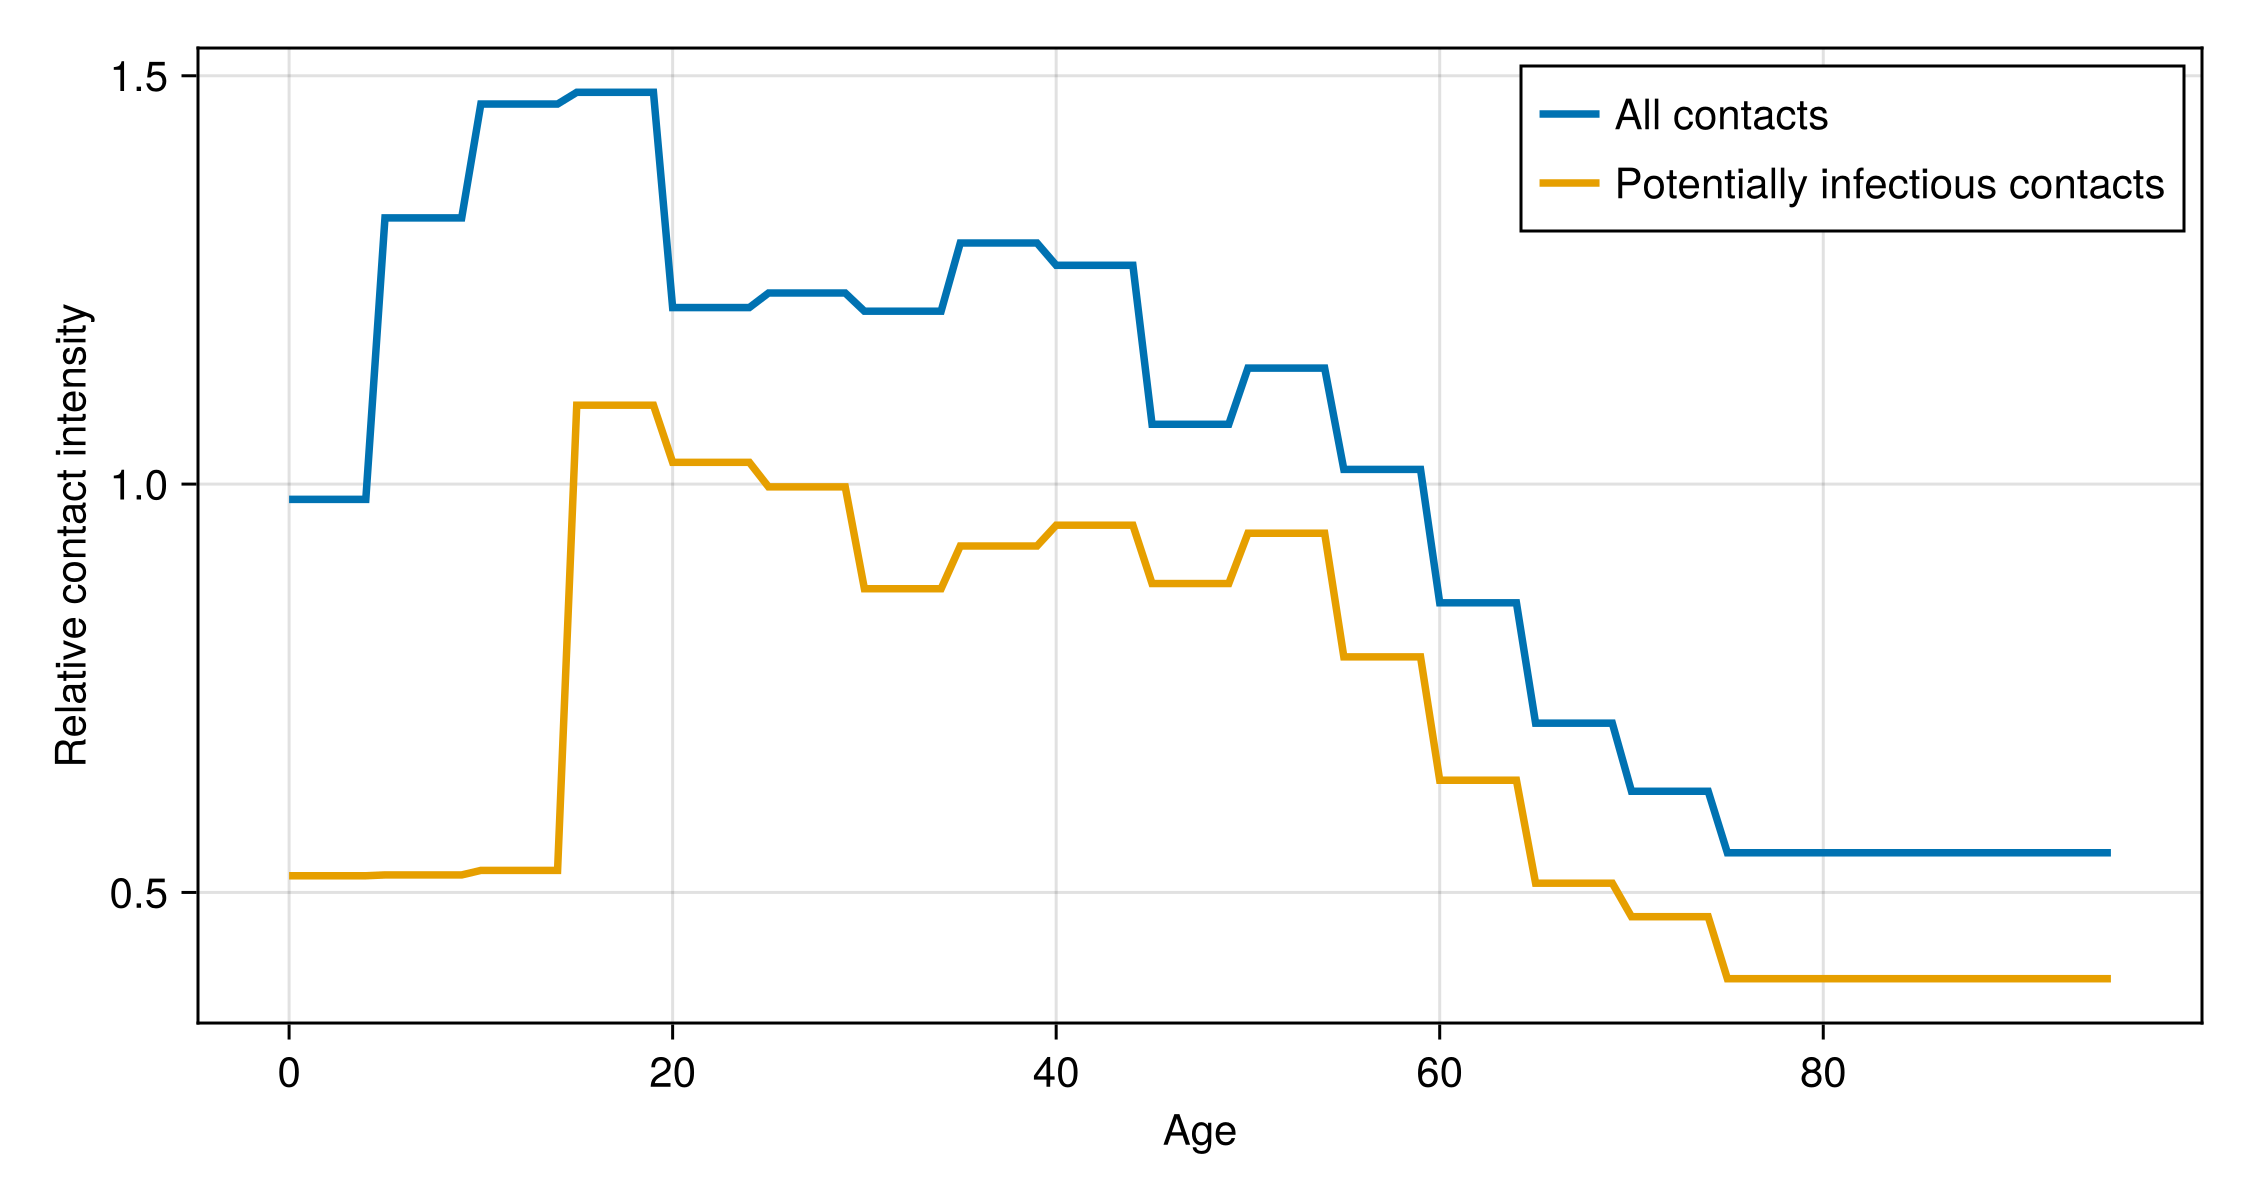 1.5
1.0
0.5
Relative contact intensity
All contacts
Potentially infectious contacts
0 20 40 60 80
Age